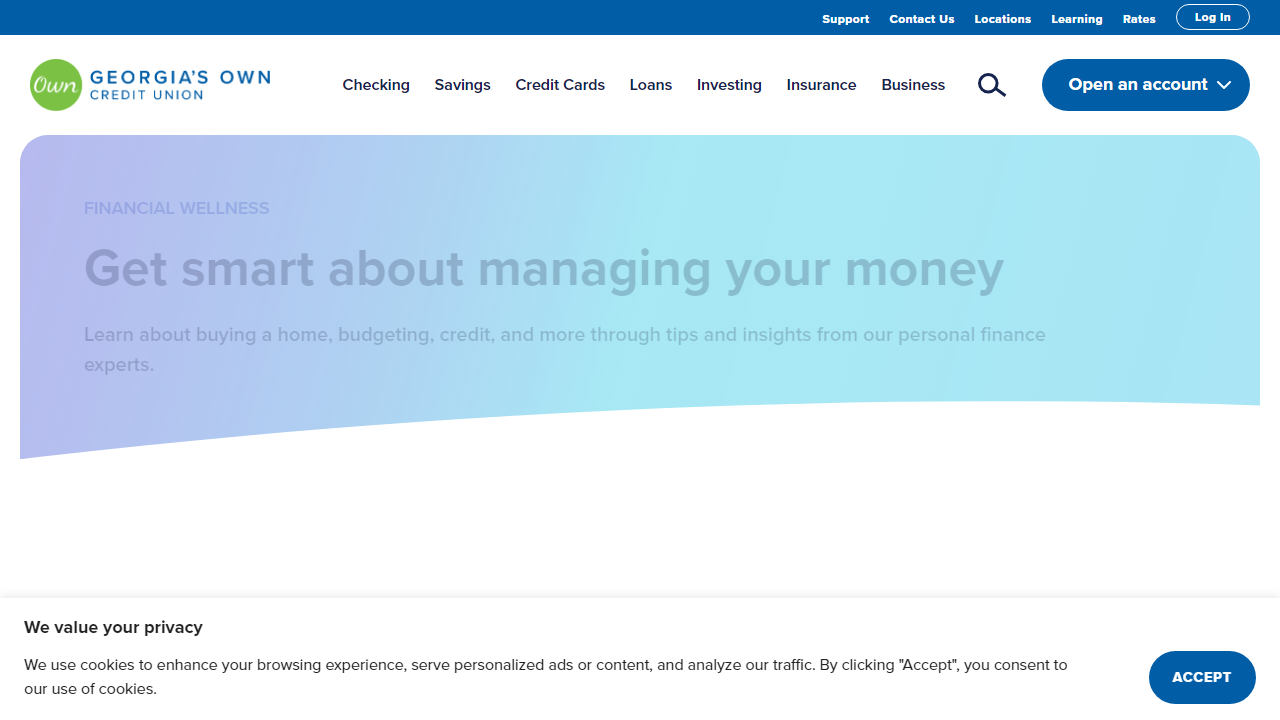 Support Contact Us Locations Learning Rates Log In
Own GEORGIA'S OWN
CREDIT UNION
Checking Savings Credit Cards Loans Investing Insurance Business Open an account
FINANCIAL WELLNESS
Get smart about managing your money
Learn about buying a home, budgeting, credit, and more through tips and insights from our personal finance
experts.
We value your privacy
We use cookies to enhance your browsing experience, serve personalized ads or content, and analyze our traffic. By clicking "Accept", you consent to
our use of cookies.
ACCEPT